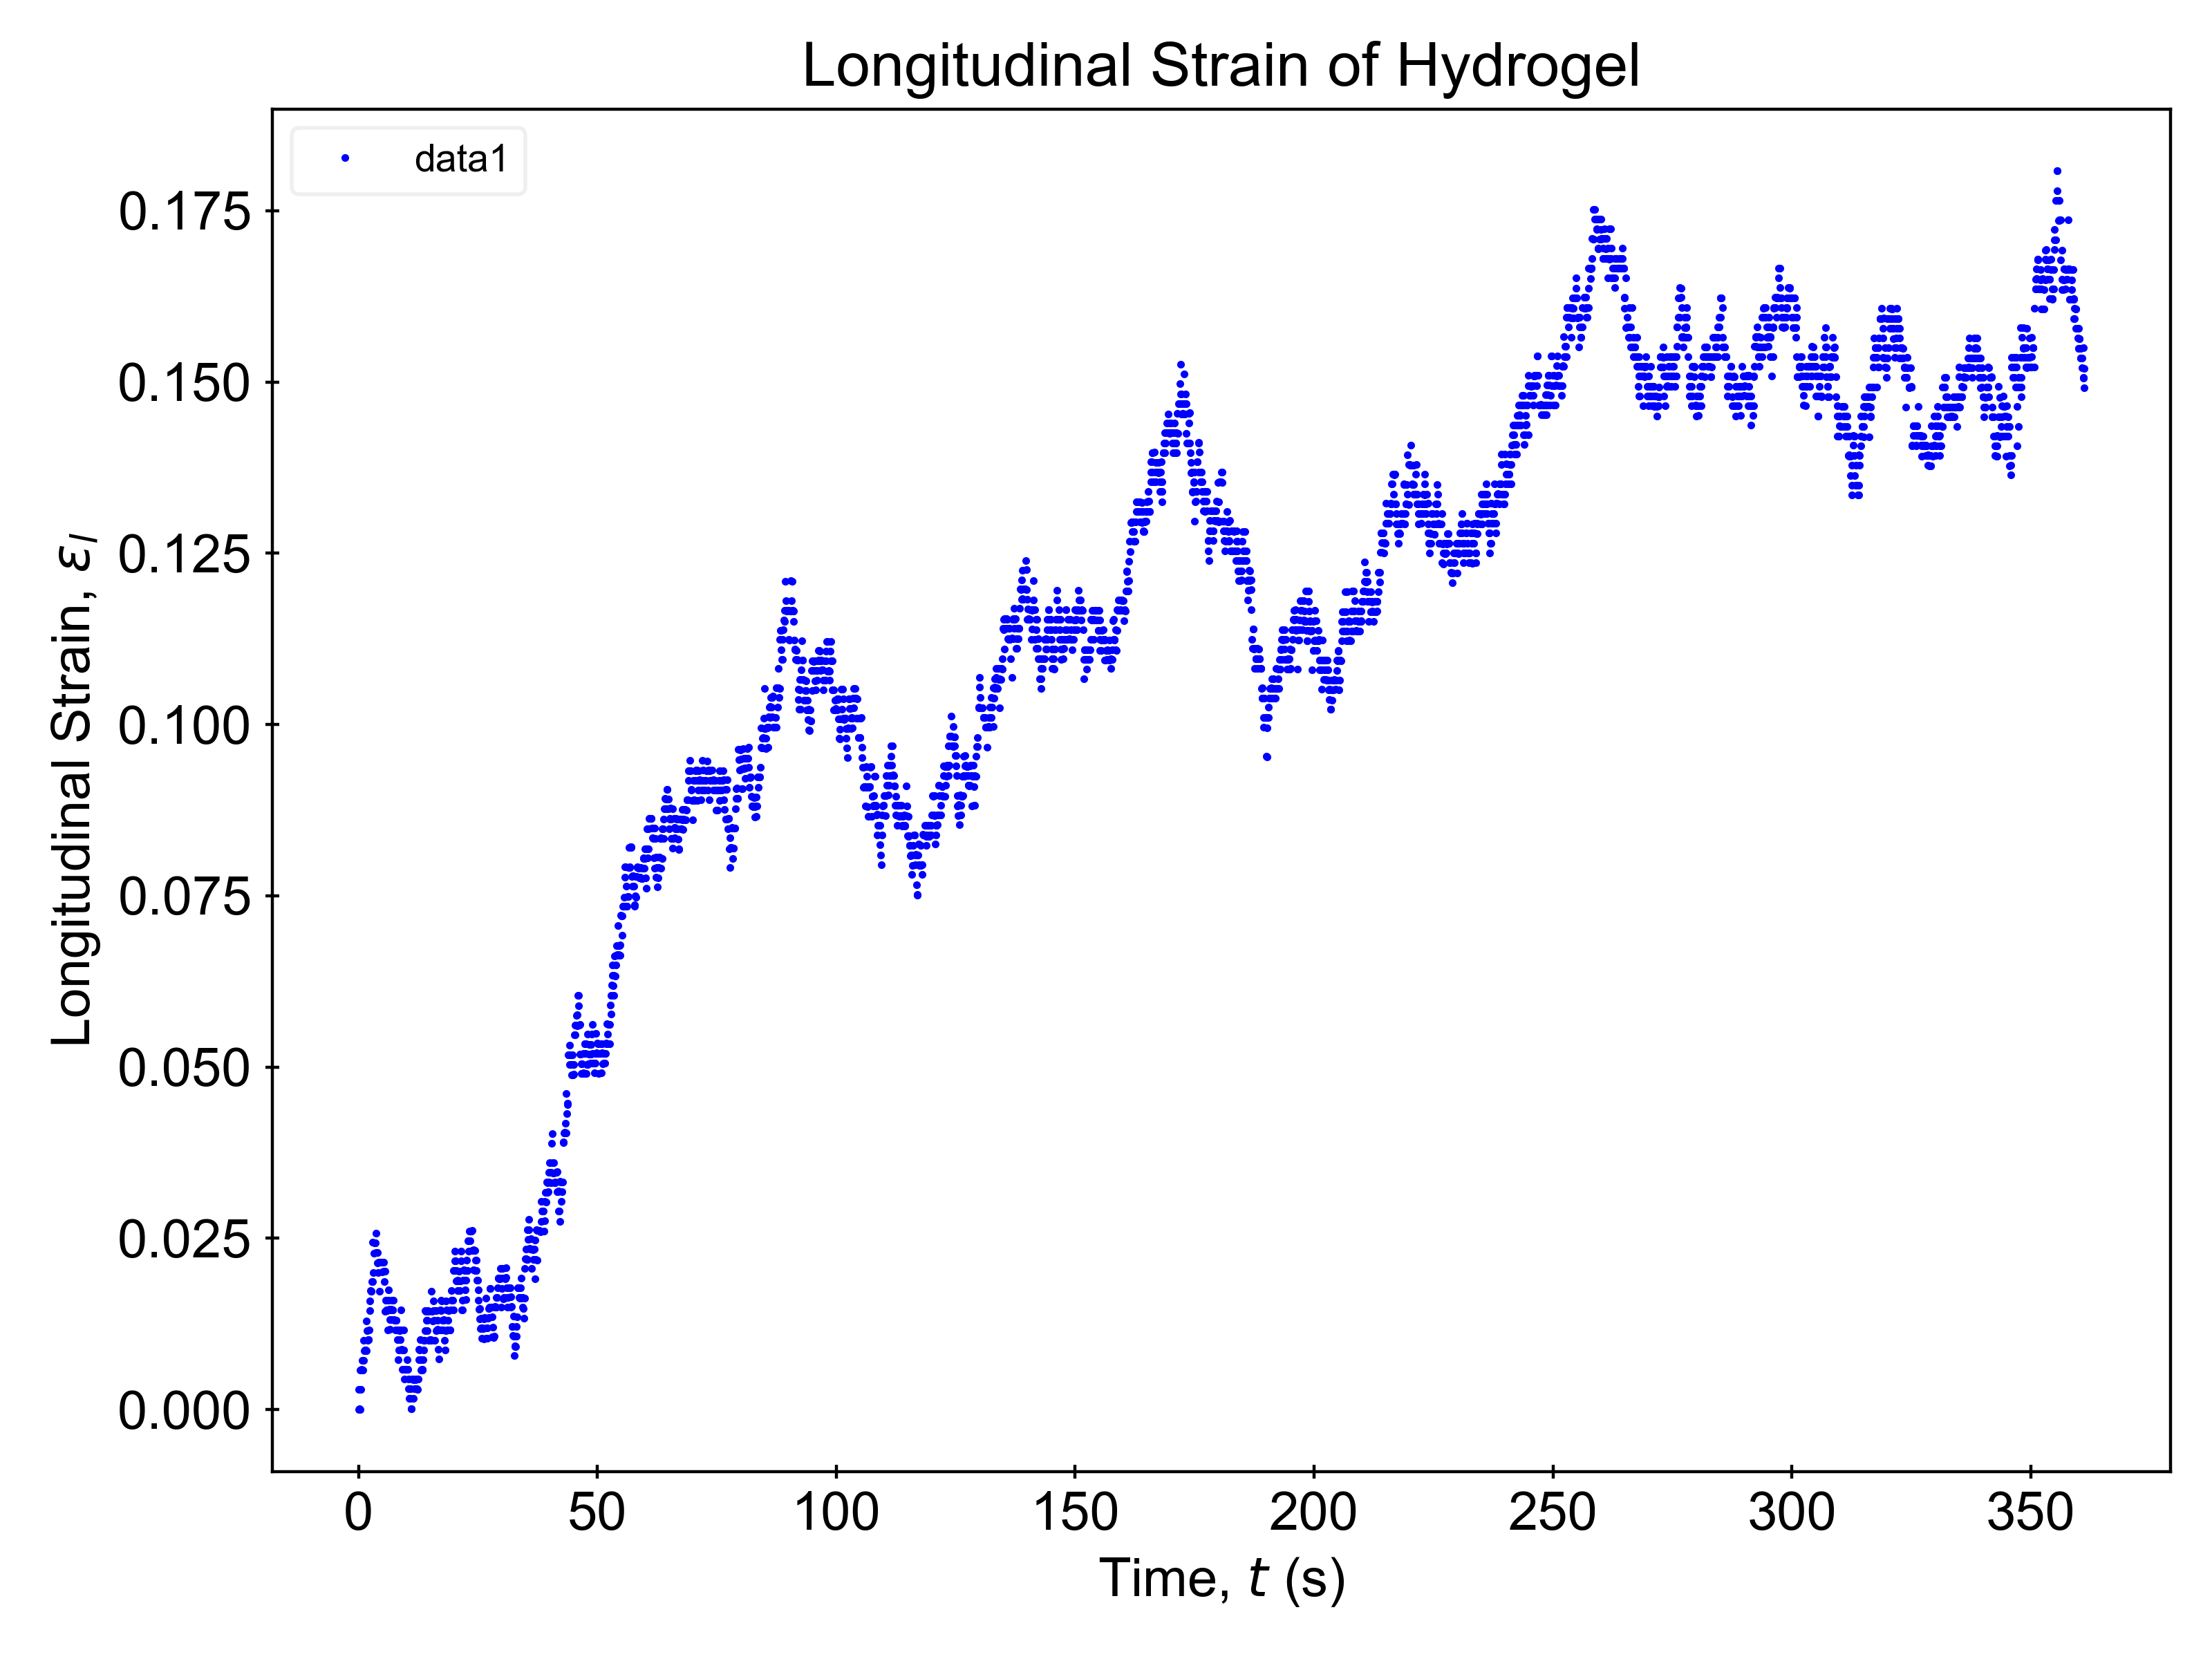 Longitudinal Strain of Hydrogel
data1
0.175
0.150
0.125
0.100
0.075
0.050
0.025
0.000
Longitudinal Strain, εl
0 50 100 150 200 250 300 350
Time, t (s)